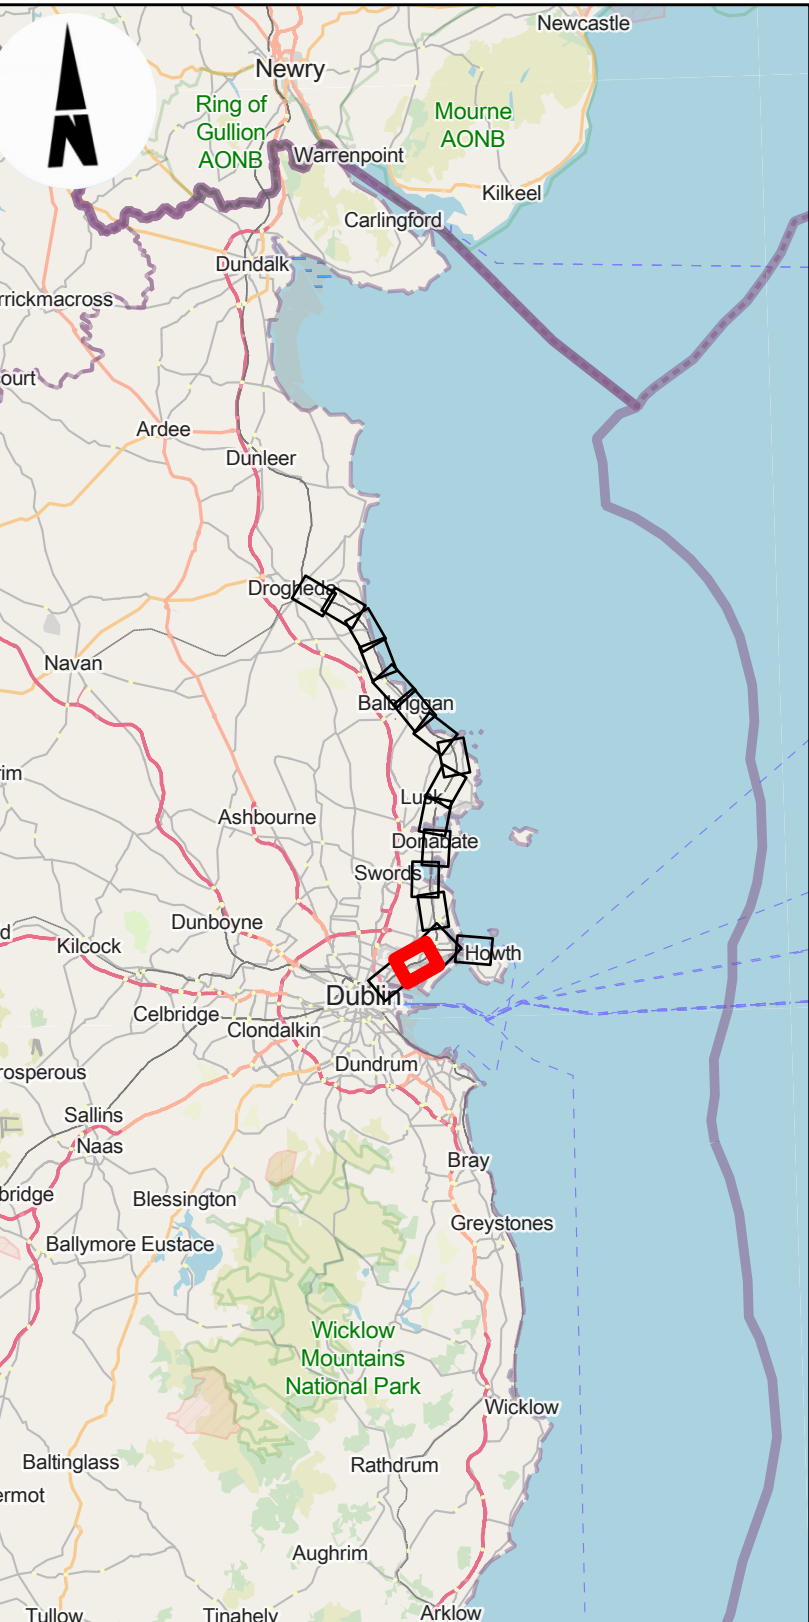 Newcastle
Newry
Ring of
Gullion
AONB
Mourne
AONB
N
Warrenpoint
Kilkeel
Carlingford
Dundalk
rrickmacross
ourt
Ardee
Dunleer
Drogheda
Navan
Balbriggan
rim
Lusk
Ashbourne
Donabate
Swords
Dunboyne
d
Kilcock
Howth
Dublin
Celbridge
Clondalkin
Dundrum
rosperous
Sallins
Naas
Bray
bridge
Blessington
Greystones
Ballymore Eustace
Wicklow
Mountains
National Park
Wicklow
Baltinglass
Rathdrum
ermot
Aughrim
Tullow
Tinahely
Arklow